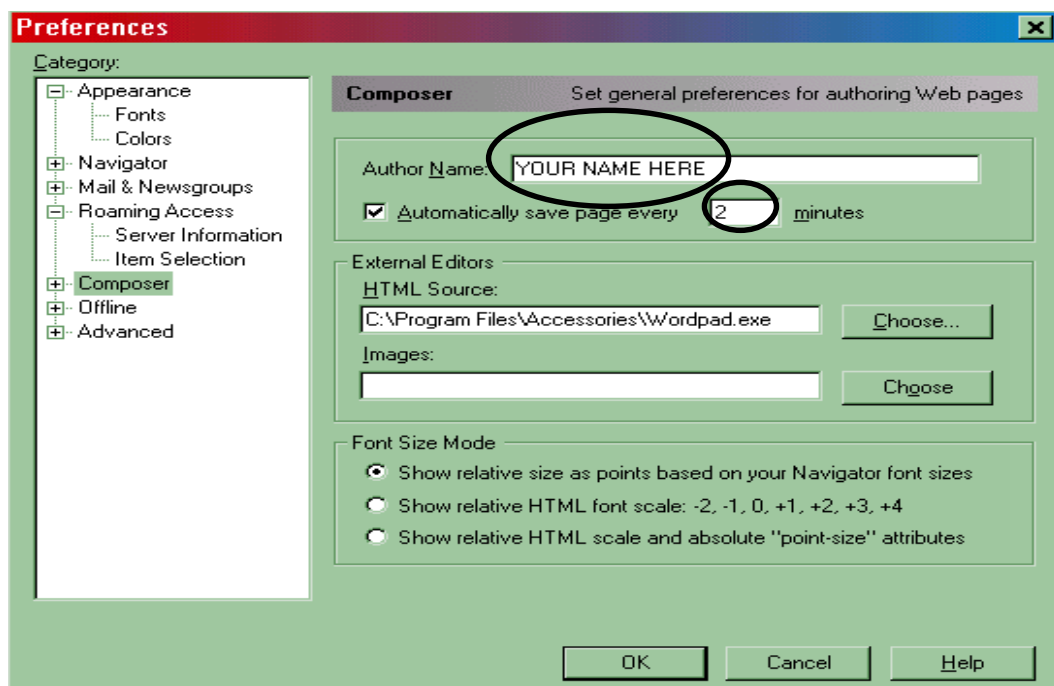 Preferences
Category:
Appearance
Fonts
Colors
Navigator
Mail & Newsgroups
Roaming Access
Server Information
Item Selection
Composer
Offline
Advanced
Composer Set general preferences for authoring Web pages
Author Name: YOUR NAME HERE
Automatically save page every 2 minutes
External Editors
HTML Source:
C:\Program Files\Accessories\Wordpad.exe Choose...
Images:
Choose
Font Size Mode
Show relative size as points based on your Navigator font sizes
Show relative HTML font scale: -2, -1, 0, +1, +2, +3, +4
Show relative HTML scale and absolute "point-size" attributes
OK Cancel Help